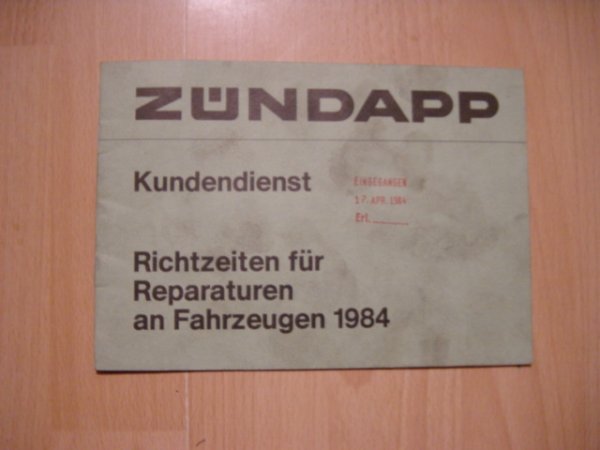 ZÜNDAPP
Kundendienst
EINGEGANGEN
17. APR. 1984
Erl.
Richtzeiten für
Reparaturen
an Fahrzeugen 1984